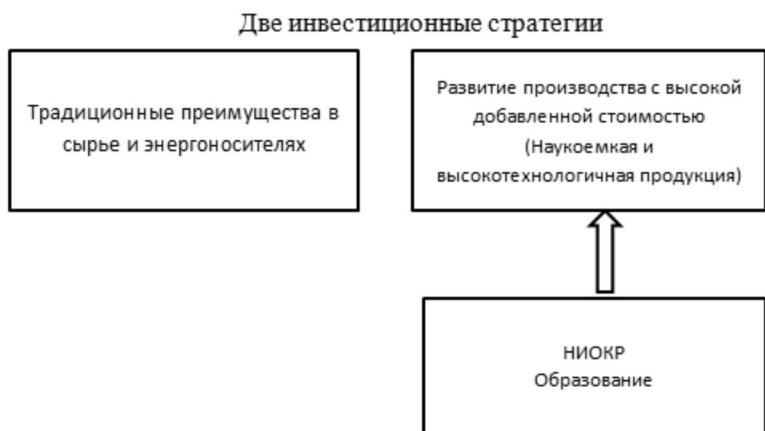 Две инвестиционные стратегии
Традиционные преимущества в
сырье и энергоносителях
Развитие производства с высокой
добавленной стоимостью
(Наукоемкая и
высокотехнологичная продукция)
НИОКР
Образование